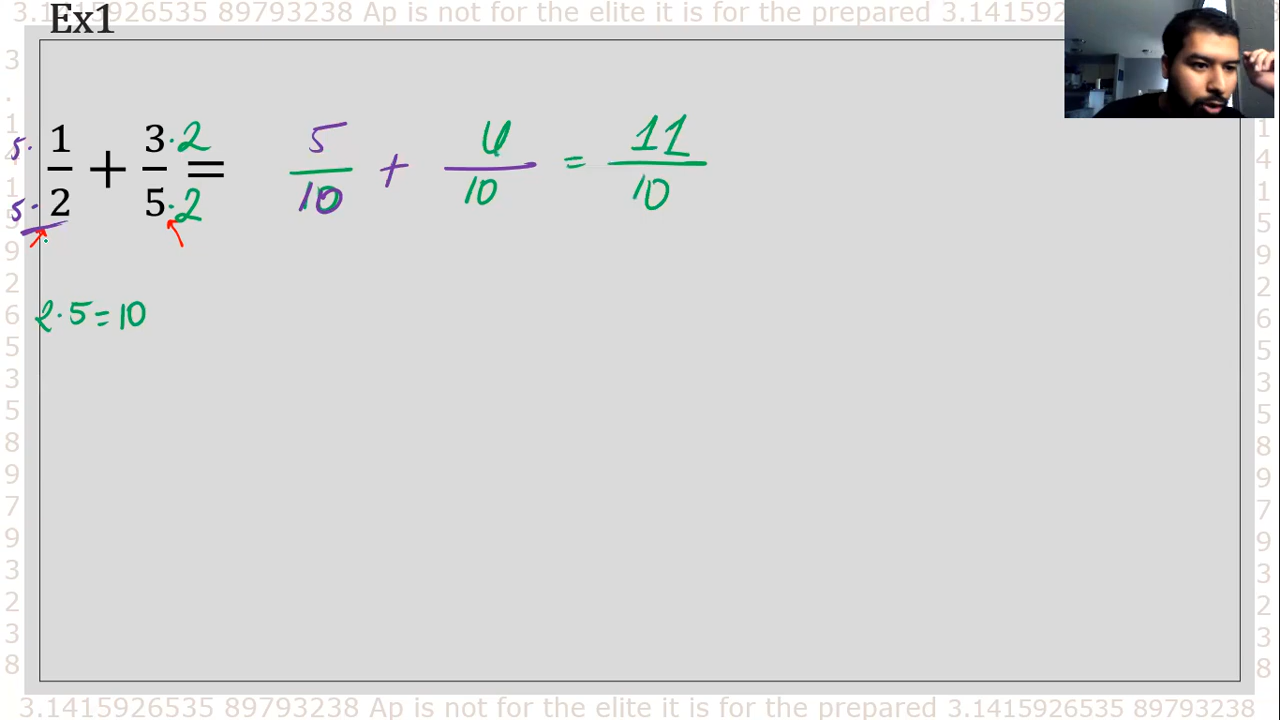 3.1415926535 89793238 Ap is not for the elite it is for the prepared 3.1415926535
Ex1
5· 1/2 + 3·2/5·2 = 5/10 + 6/10 = 11/10
5·
2·5=10
3.1415926535 89793238 Ap is not for the elite it is for the prepared 3.1415926535 89793238